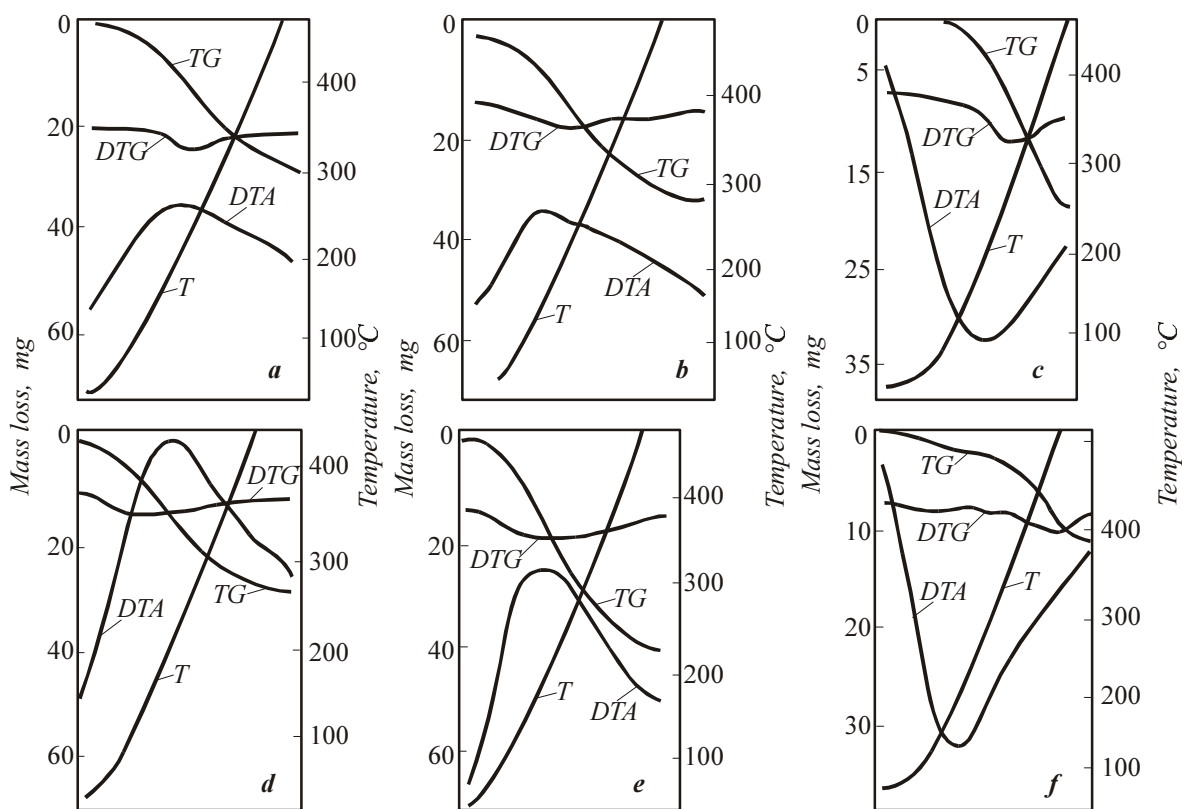 0
20
40
60
400
300
200
100
TG
DTG
DTA
T
a
Mass loss, mg
Temperature, °C
0
20
40
60
400
300
200
100
TG
DTG
DTA
T
b
Mass loss, mg
Temperature, °C
0
5
15
25
35
400
300
200
100
TG
DTG
DTA
T
c
Mass loss, mg
Temperature, °C
0
20
40
60
400
300
200
100
DTG
TG
DTA
T
d
0
20
40
60
400
300
200
100
DTG
TG
T
DTA
e
0
10
20
30
400
300
200
100
TG
DTG
DTA
T
f